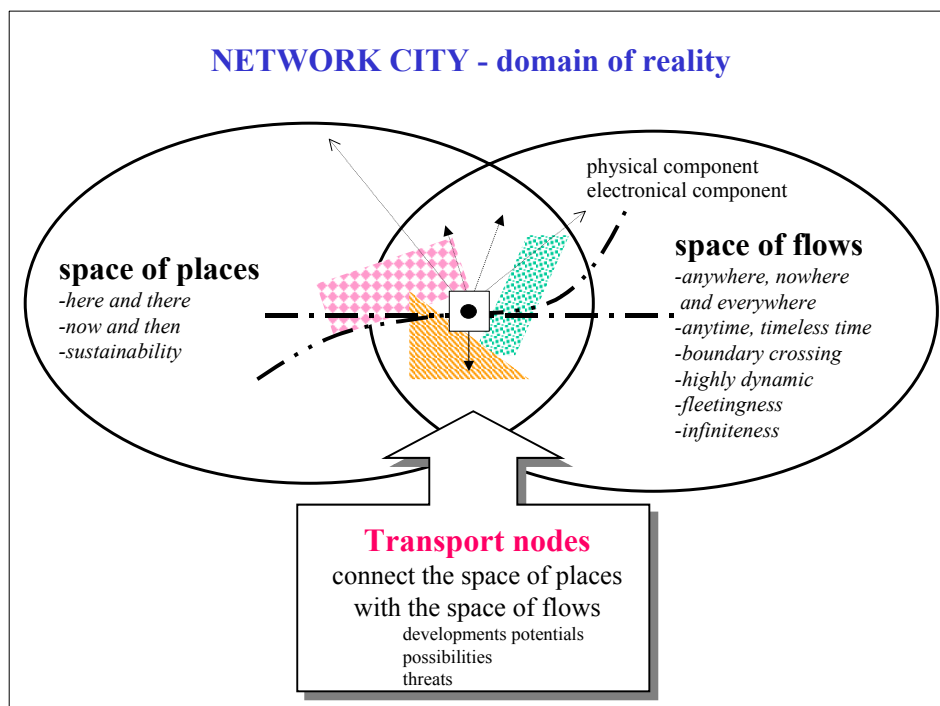 NETWORK CITY - domain of reality
physical component
electronical component
space of places
-here and there
-now and then
-sustainability
space of flows
-anywhere, nowhere
and everywhere
-anytime, timeless time
-boundary crossing
-highly dynamic
-fleetingness
-infiniteness
Transport nodes
connect the space of places
with the space of flows
developments potentials
possibilities
threats